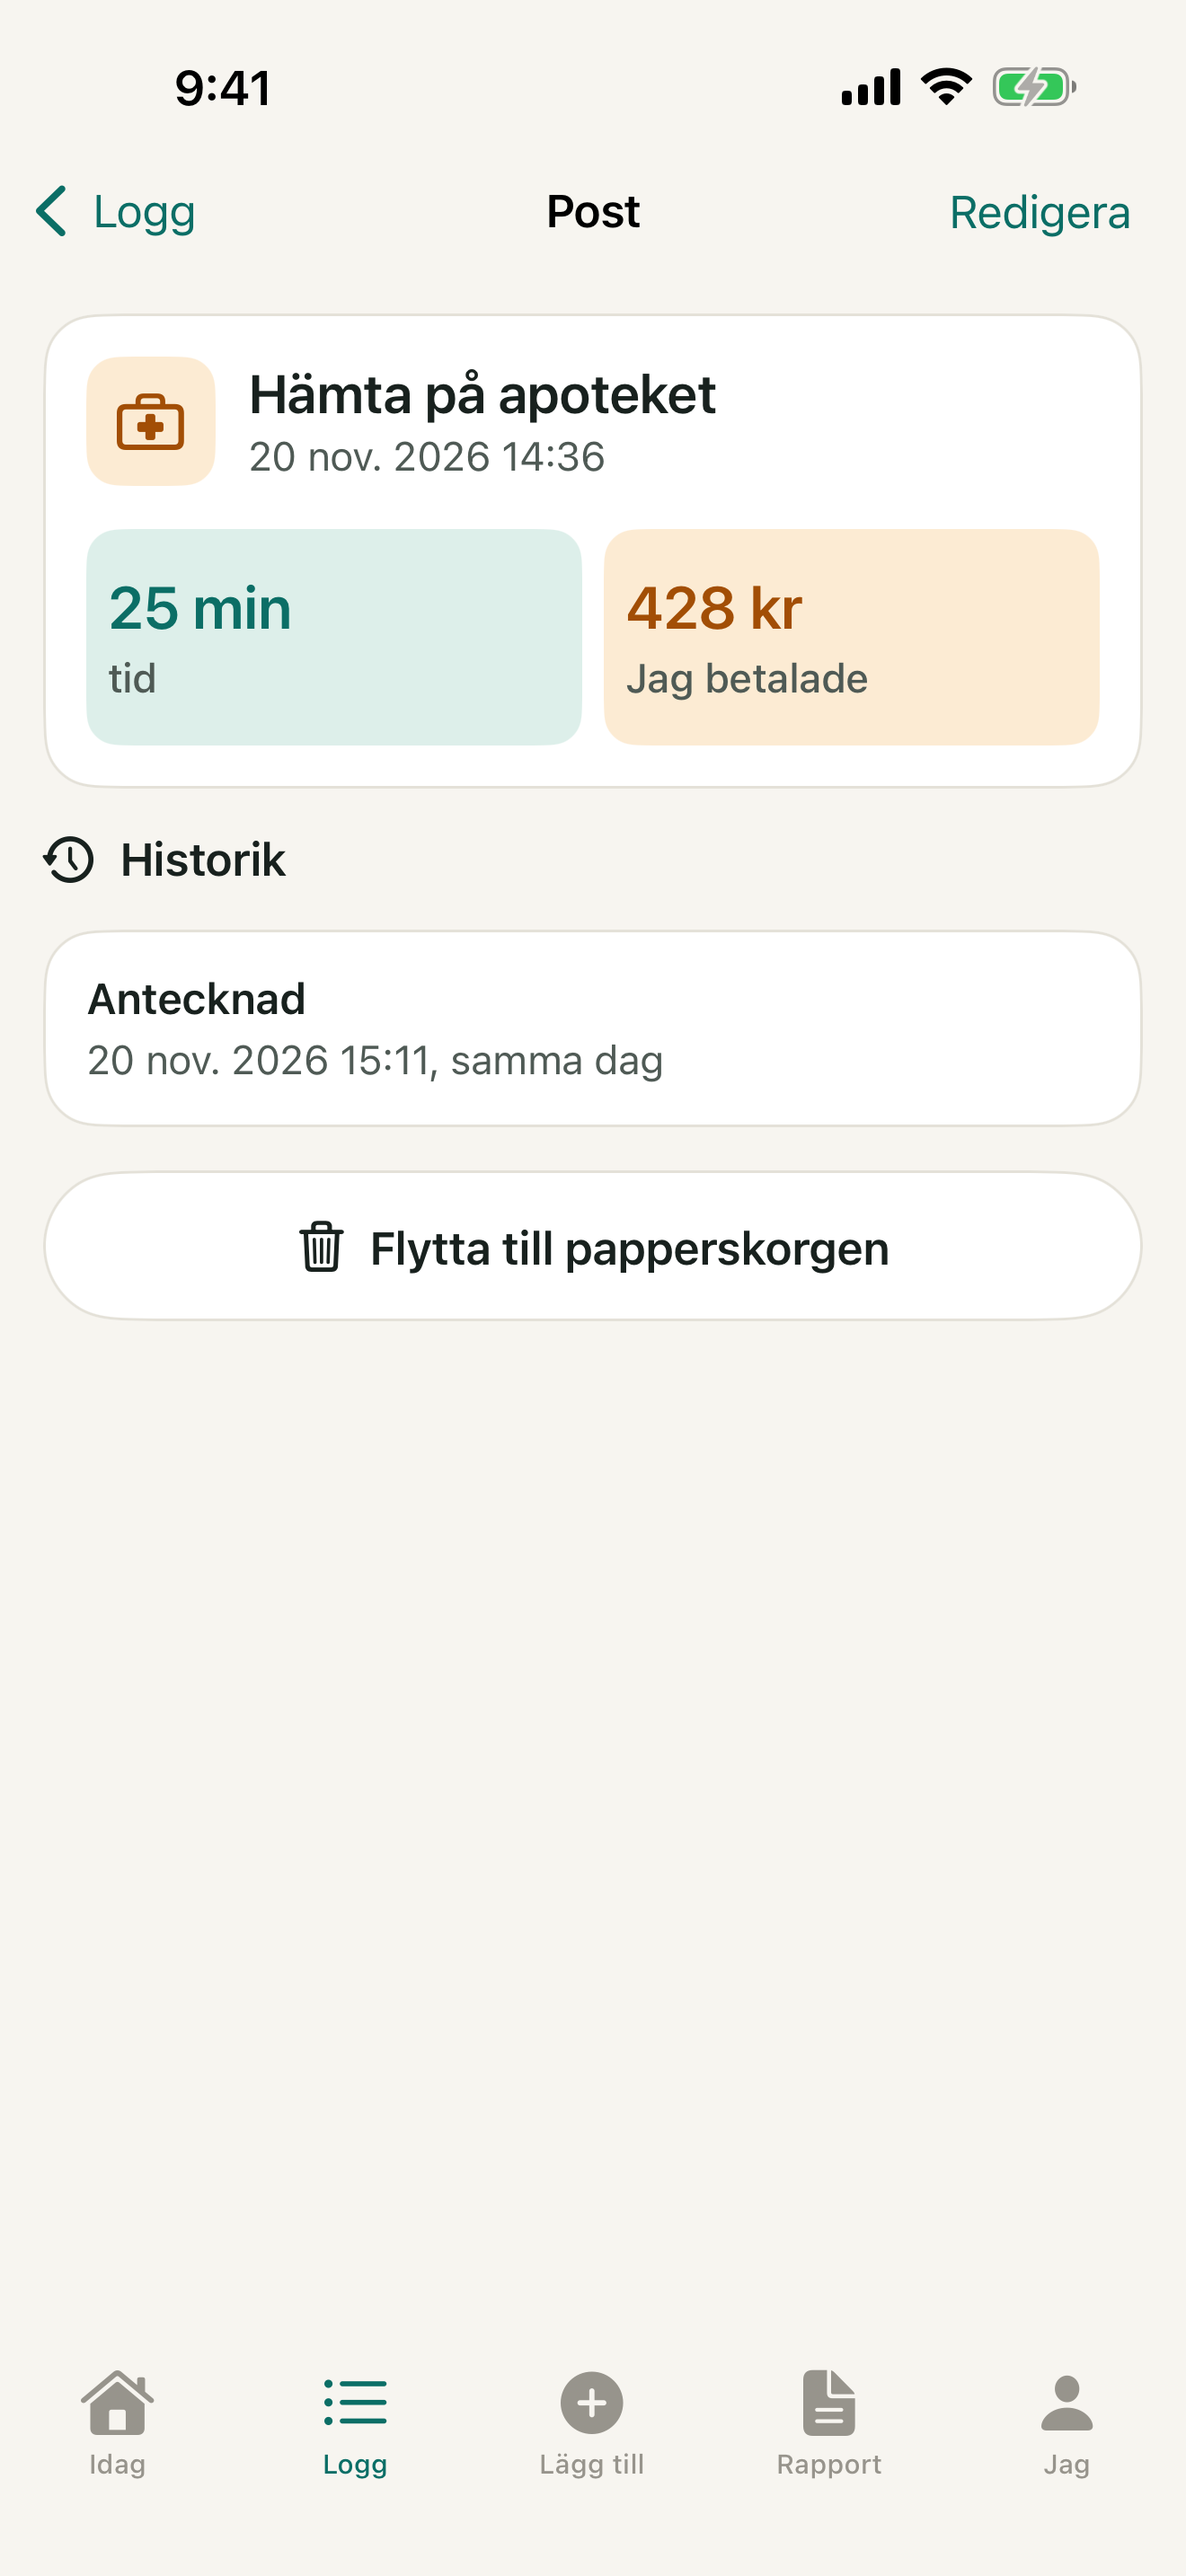 9:41
Logg
Post
Redigera
Hämta på apoteket
20 nov. 2026 14:36
25 min
tid
428 kr
Jag betalade
Historik
Antecknad
20 nov. 2026 15:11, samma dag
Flytta till papperskorgen
Idag
Logg
Lägg till
Rapport
Jag